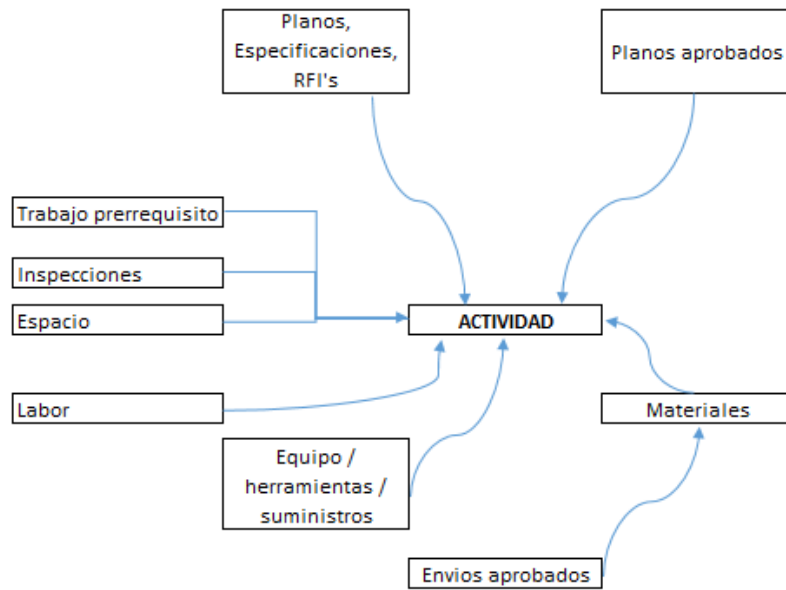 Planos,
Especificaciones,
RFI's
Planos aprobados
Trabajo prerrequisito
Inspecciones
Espacio
ACTIVIDAD
Labor
Materiales
Equipo /
herramientas /
suministros
Envios aprobados